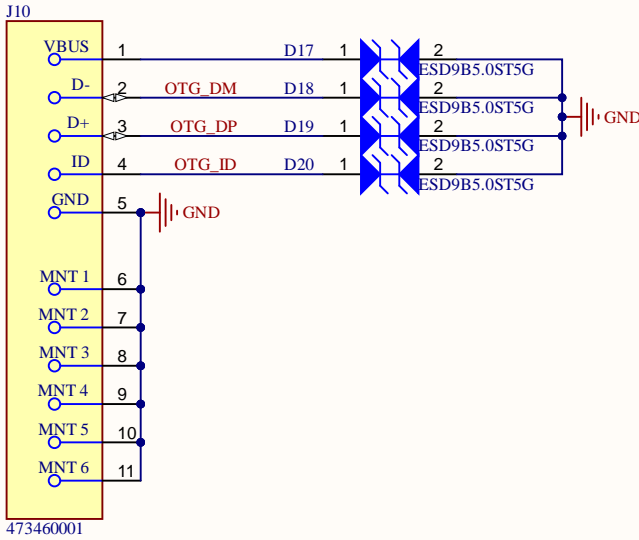 J10
VBUS 1 D17 1 2
ESD9B5.0ST5G
D- 2 OTG_DM D18 1 2
ESD9B5.0ST5G
D+ 3 OTG_DP D19 1 2
GND
ESD9B5.0ST5G
ID 4 OTG_ID D20 1 2
ESD9B5.0ST5G
GND 5 GND
MNT 1 6
MNT 2 7
MNT 3 8
MNT 4 9
MNT 5 10
MNT 6 11
473460001